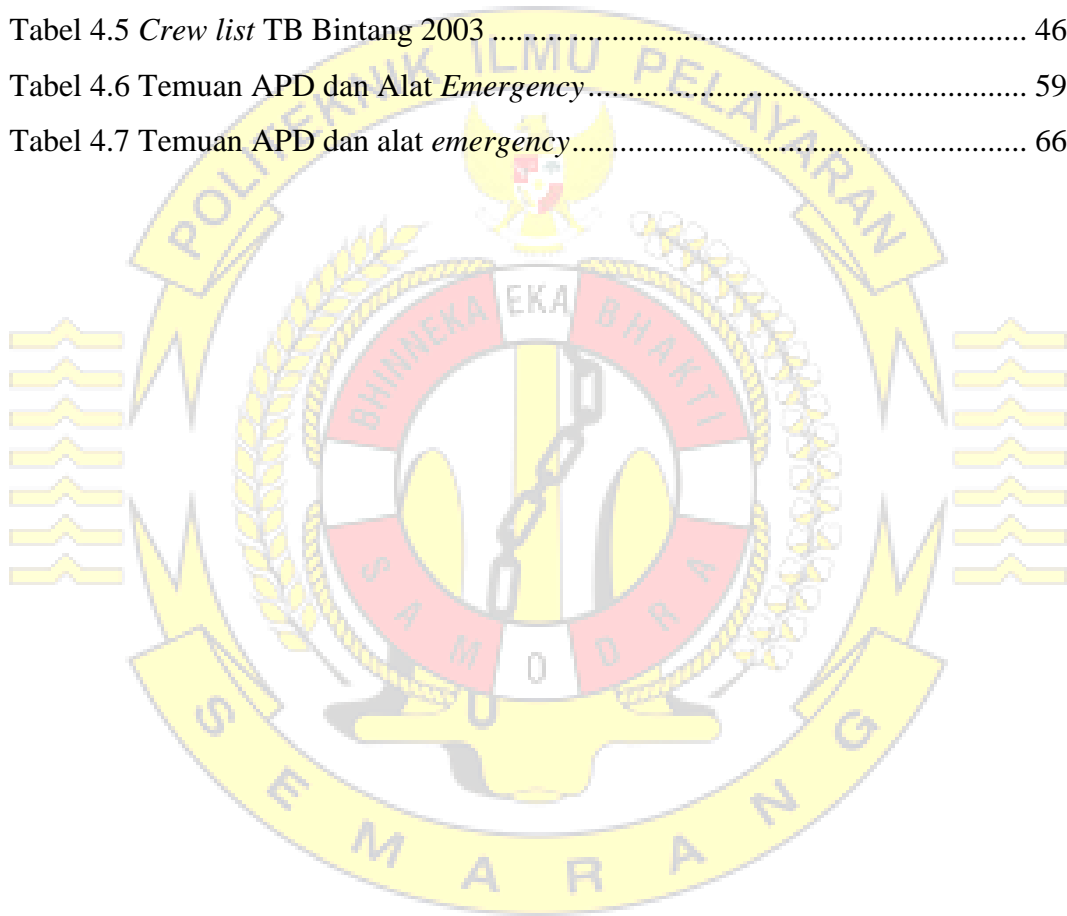 Tabel 4.5 Crew list TB Bintang 2003 ............................................................................ 46
Tabel 4.6 Temuan APD dan Alat Emergency .............................................................. 59
Tabel 4.7 Temuan APD dan alat emergency................................................................. 66
POLITEKNIK ILMU PELAYARAN
BHINNEKA EKA BHAKTI
SAMODRA
SEMARANG